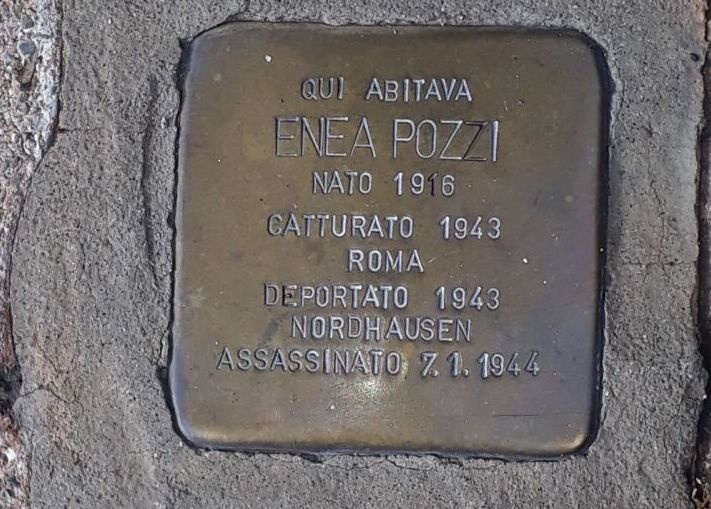 QUI ABITAVA
ENEA POZZI
NATO 1916
CATTURATO 1943
ROMA
DEPORTATO 1943
NORDHAUSEN
ASSASSINATO 7.1.1944